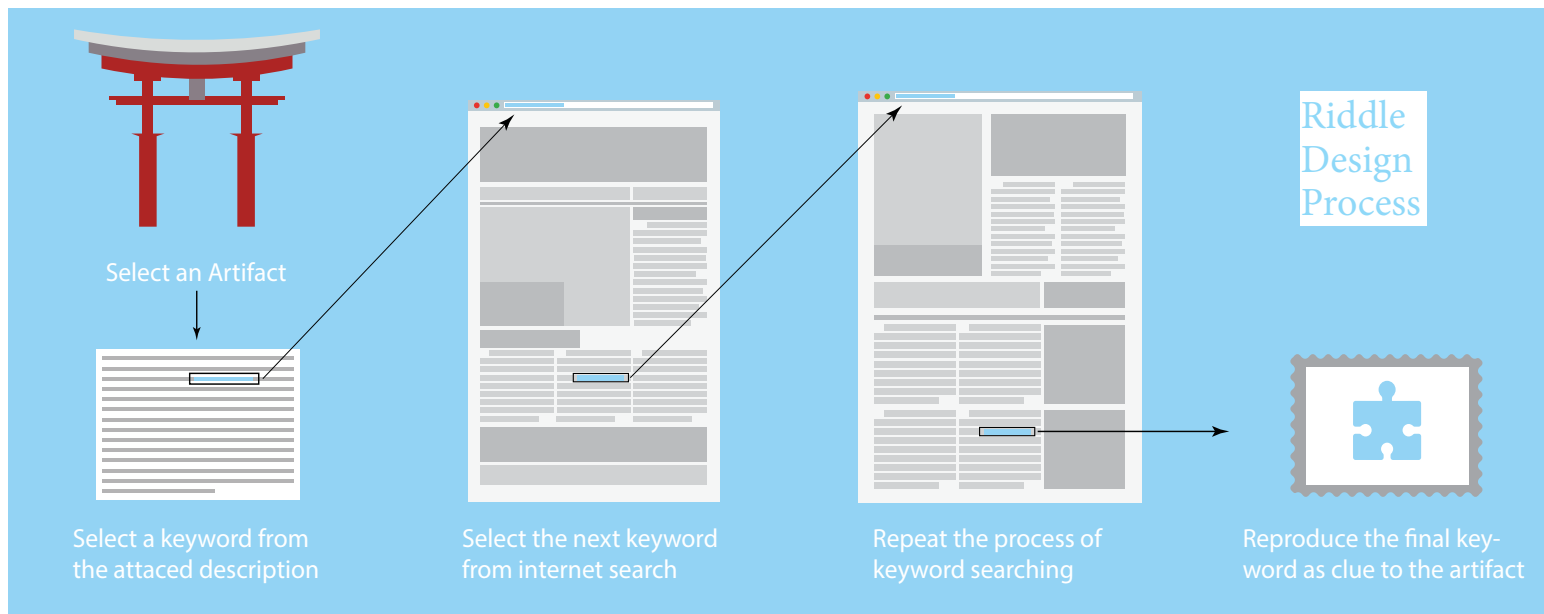 Riddle
Design
Process
Select an Artifact
Select a keyword from
the attaced description
Select the next keyword
from internet search
Repeat the process of
keyword searching
Reproduce the final key-
word as clue to the artifact